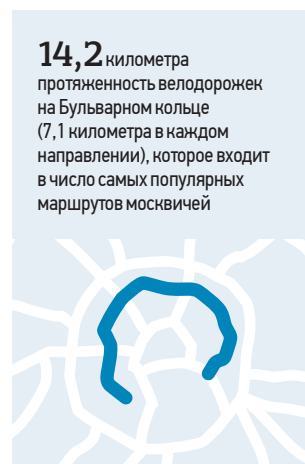 14,2 километра
протяженность велодорожек
на Бульварном кольце
(7,1 километра в каждом
направлении), которое входит
в число самых популярных
маршрутов москвичей